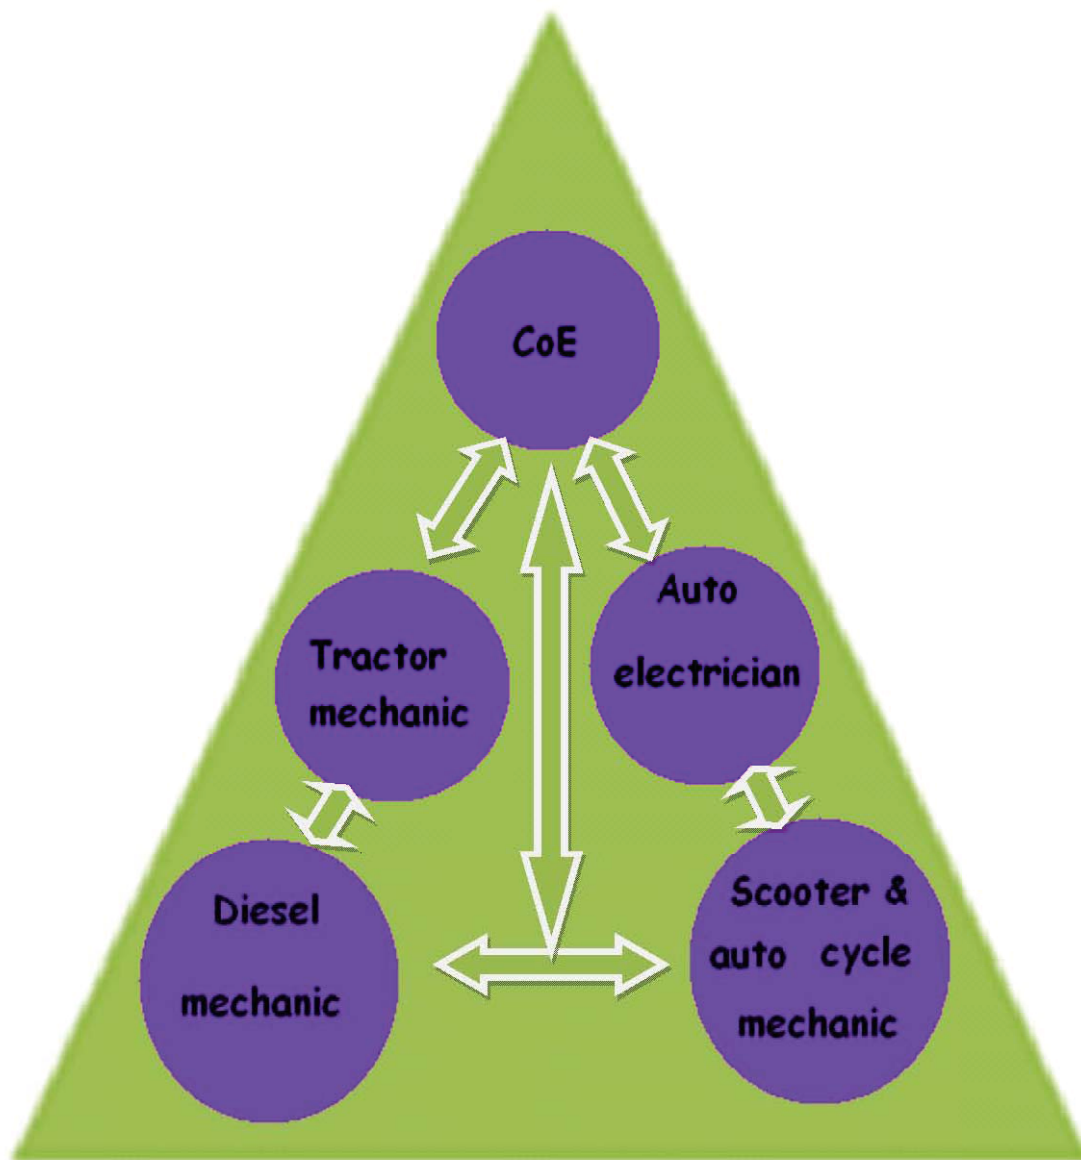 CoE
Tractor
mechanic
Auto
electrician
Diesel
mechanic
Scooter &
auto cycle
mechanic